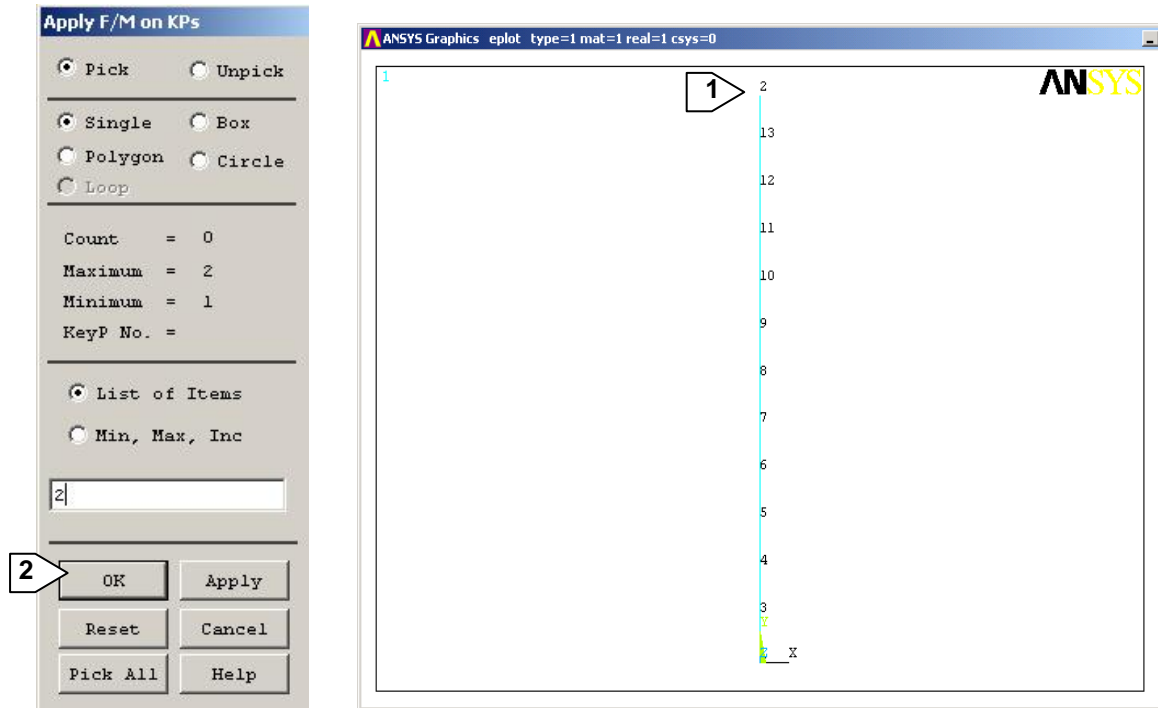 Apply F/M on KPs
Pick Unpick
Single Box
Polygon Circle
Loop
Count = 0
Maximum = 2
Minimum = 1
KeyP No. =
List of Items
Min, Max, Inc
2
2
OK Apply
Reset Cancel
Pick All Help
ANSYS Graphics eplot type=1 mat=1 real=1 csys=0
1
ANSYS
1
2
13
12
11
10
9
8
7
6
5
4
3
Y
Z X